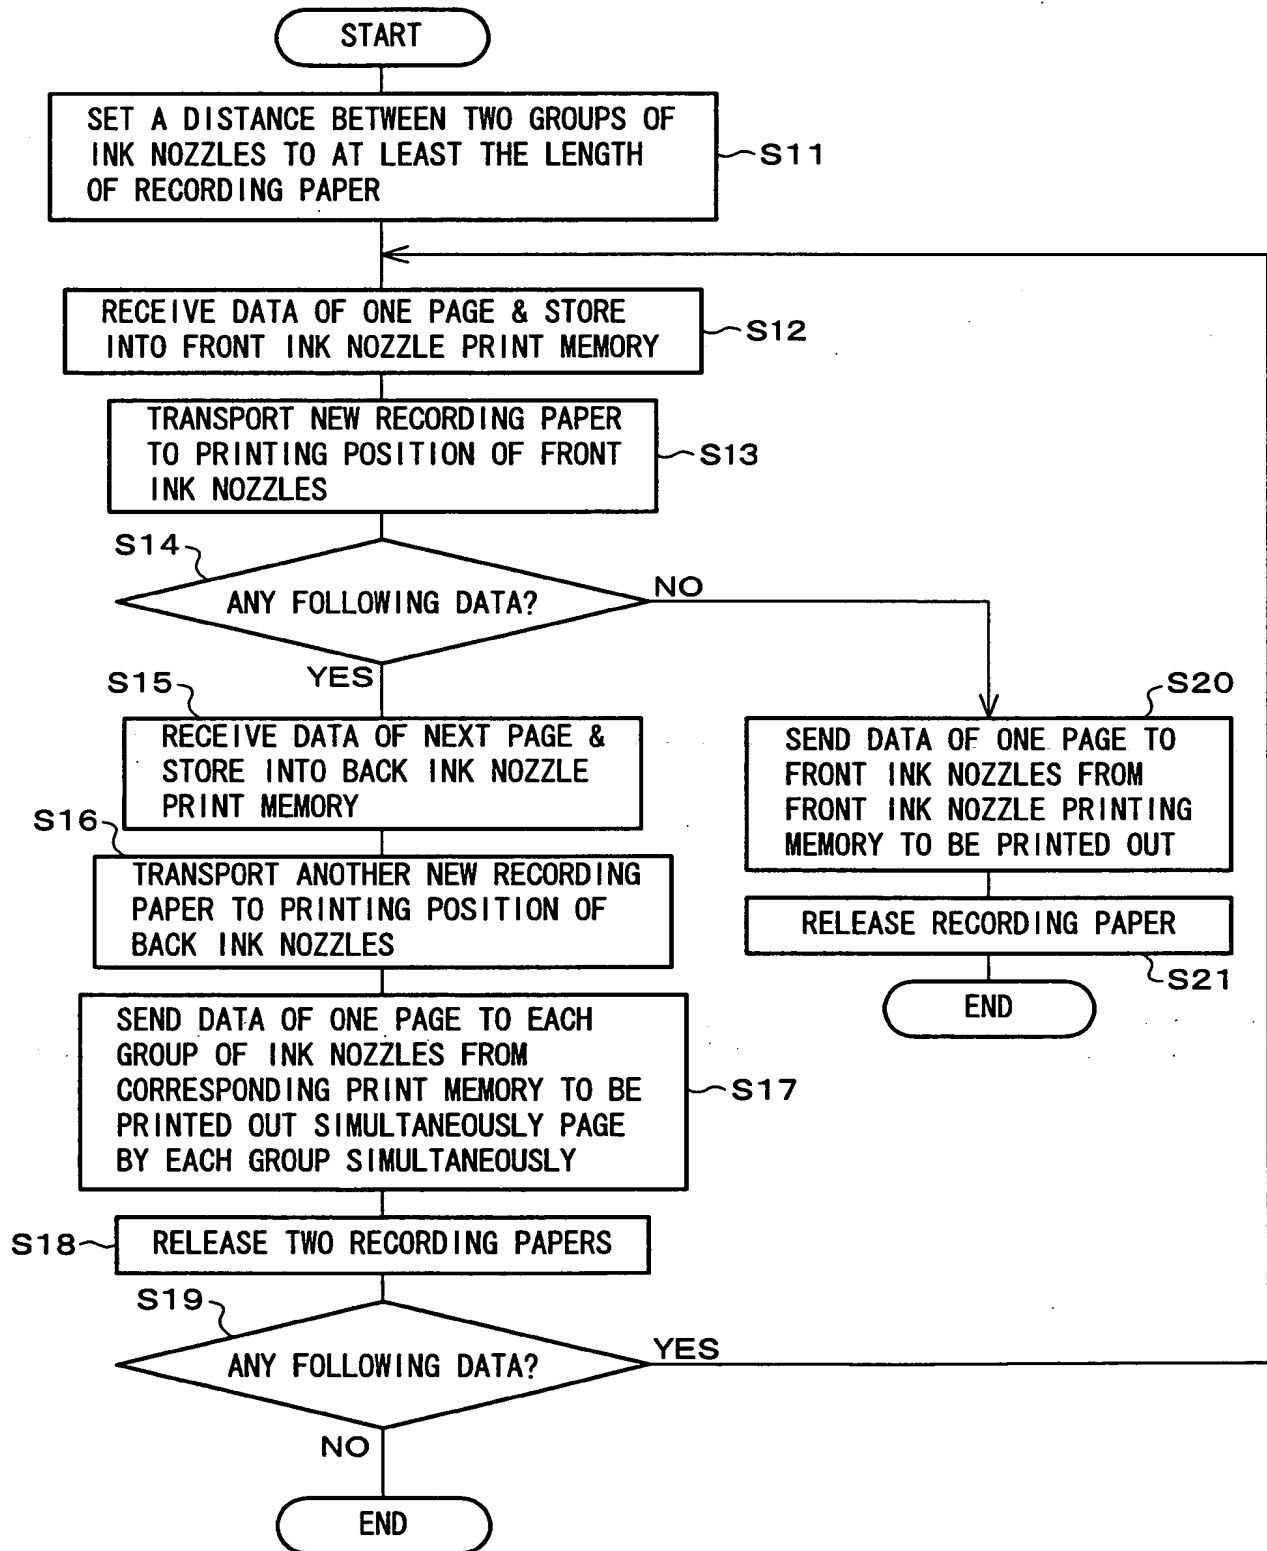 START
SET A DISTANCE BETWEEN TWO GROUPS OF
INK NOZZLES TO AT LEAST THE LENGTH
OF RECORDING PAPER
S11
RECEIVE DATA OF ONE PAGE & STORE
INTO FRONT INK NOZZLE PRINT MEMORY
S12
TRANSPORT NEW RECORDING PAPER
TO PRINTING POSITION OF FRONT
INK NOZZLES
S13
S14
ANY FOLLOWING DATA?
NO
YES
S15
RECEIVE DATA OF NEXT PAGE &
STORE INTO BACK INK NOZZLE
PRINT MEMORY
S16
TRANSPORT ANOTHER NEW RECORDING
PAPER TO PRINTING POSITION OF
BACK INK NOZZLES
SEND DATA OF ONE PAGE TO EACH
GROUP OF INK NOZZLES FROM
CORRESPONDING PRINT MEMORY TO BE
PRINTED OUT SIMULTANEOUSLY PAGE
BY EACH GROUP SIMULTANEOUSLY
S17
S18
RELEASE TWO RECORDING PAPERS
S19
ANY FOLLOWING DATA?
YES
NO
END
S20
SEND DATA OF ONE PAGE TO
FRONT INK NOZZLES FROM
FRONT INK NOZZLE PRINTING
MEMORY TO BE PRINTED OUT
RELEASE RECORDING PAPER
S21
END